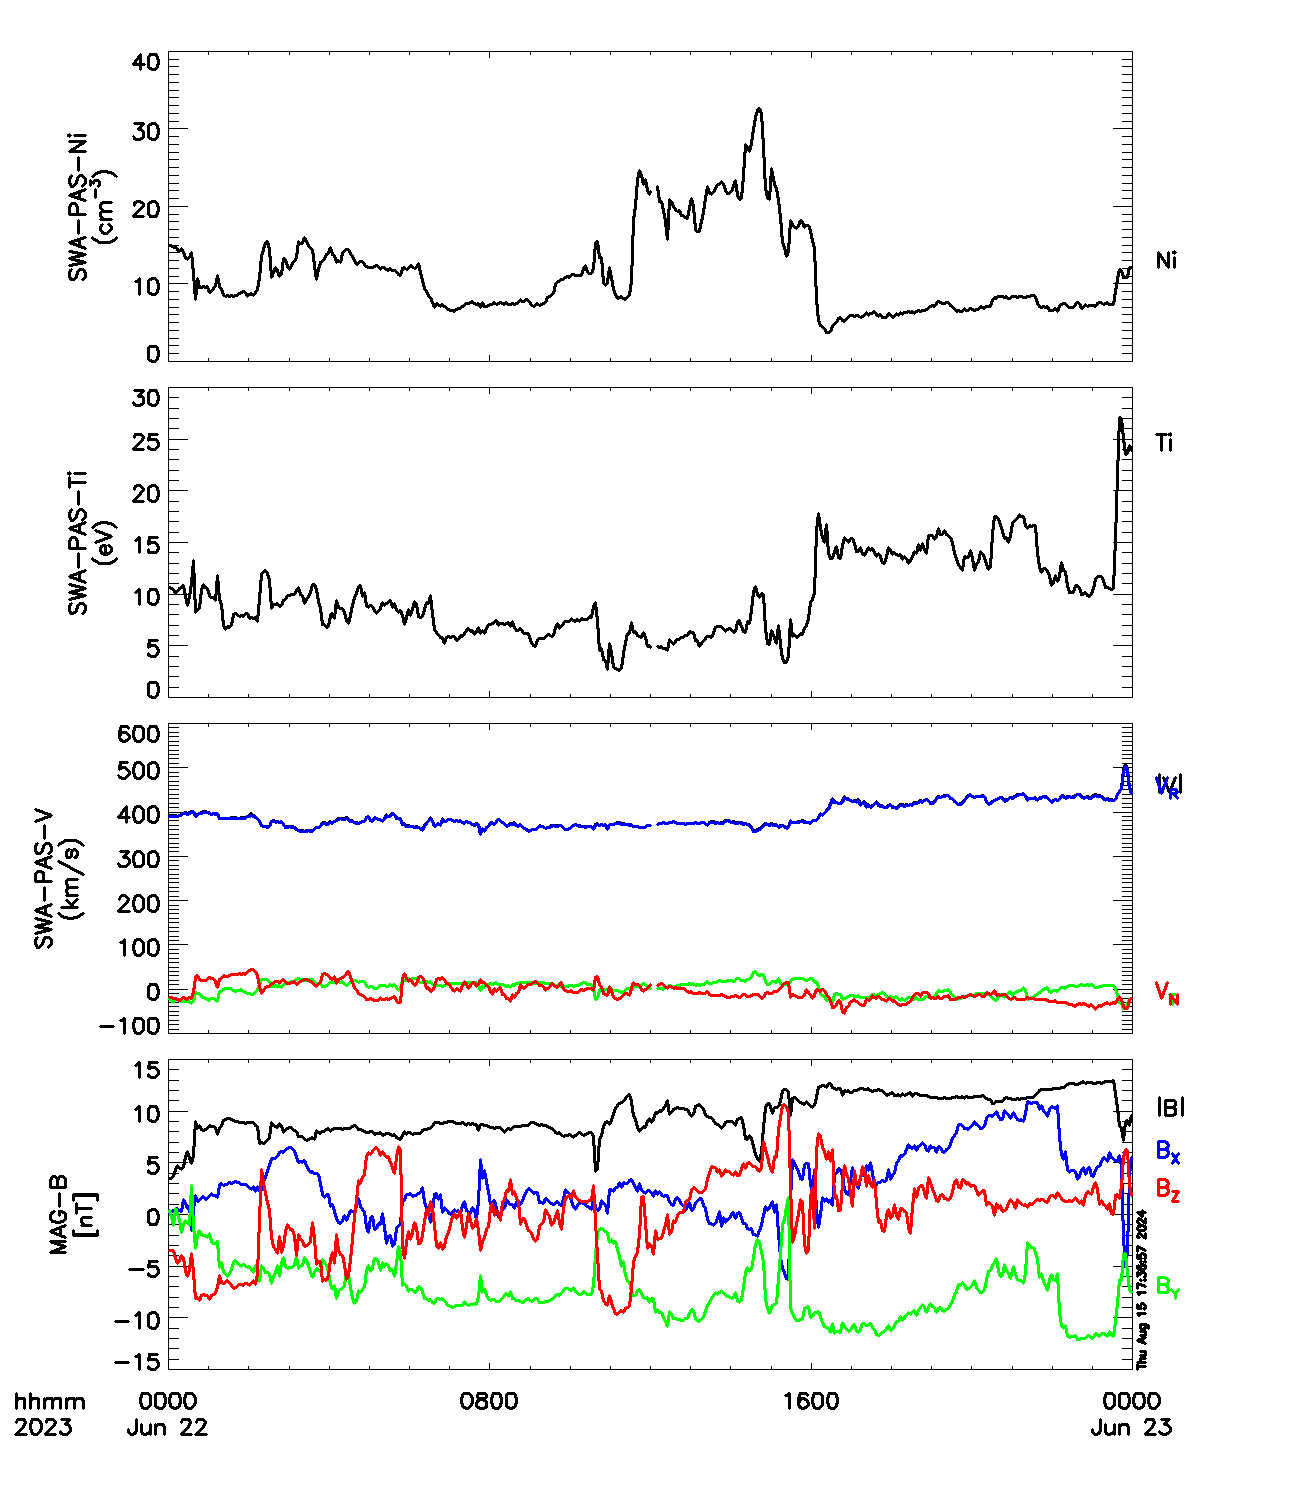 40
30
20
10
0
SWA-PAS-Ni
(cm⁻³)
Ni
30
25
20
15
10
5
0
SWA-PAS-Ti
(eV)
Ti
600
500
400
300
200
100
0
-100
SWA-PAS-V
(km/s)
|V|
V_R
V_N
15
10
5
0
-5
-10
-15
MAG-B
[nT]
|B|
B_X
B_Z
B_Y
Thu Aug 15 17:36:57 2024
hhmm 0000 0800 1600 0000
2023 Jun 22 Jun 23